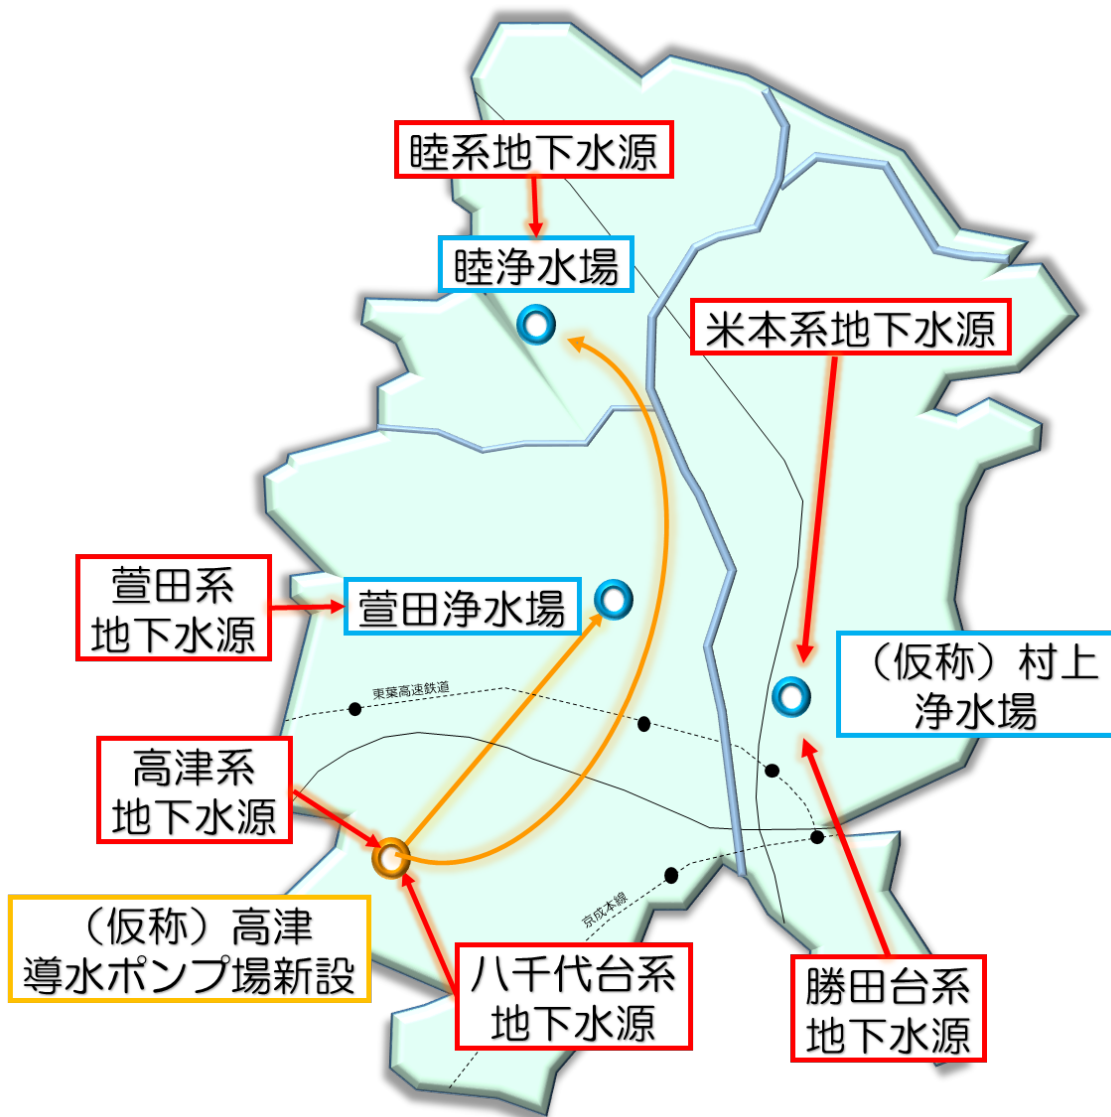 睦系地下水源
睦浄水場
米本系地下水源
萱田系
地下水源
萱田浄水場
（仮称）村上
浄水場
東葉高速鉄道
高津系
地下水源
（仮称）高津
導水ポンプ場新設
京成本線
八千代台系
地下水源
勝田台系
地下水源